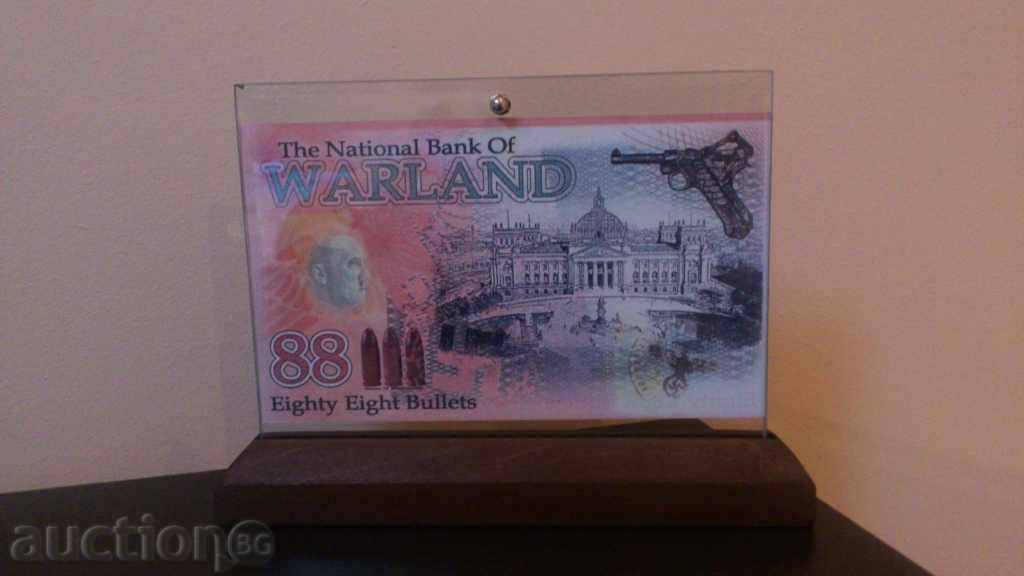 The National Bank Of
WARLAND
88
Eighty Eight Bullets
auction BG